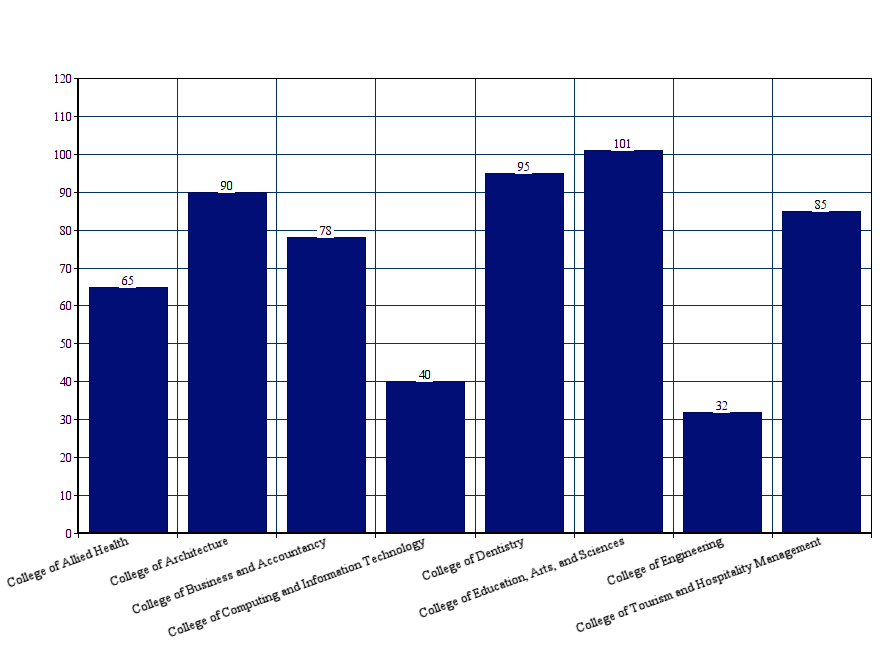 120
110
100
90
80
70
60
50
40
30
20
10
0
65
90
78
40
95
101
32
85
College of Allied Health
College of Architecture
College of Business and Accountancy
College of Computing and Information Technology
College of Dentistry
College of Education, Arts, and Sciences
College of Engineering
College of Tourism and Hospitality Management